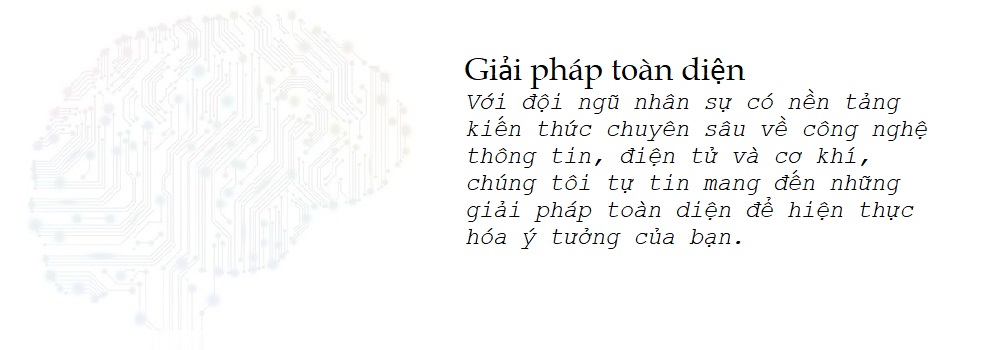 Giải pháp toàn diện
Với đội ngũ nhân sự có nền tảng
kiến thức chuyên sâu về công nghệ
thông tin, điện tử và cơ khí,
chúng tôi tự tin mang đến những
giải pháp toàn diện để hiện thực
hóa ý tưởng của bạn.